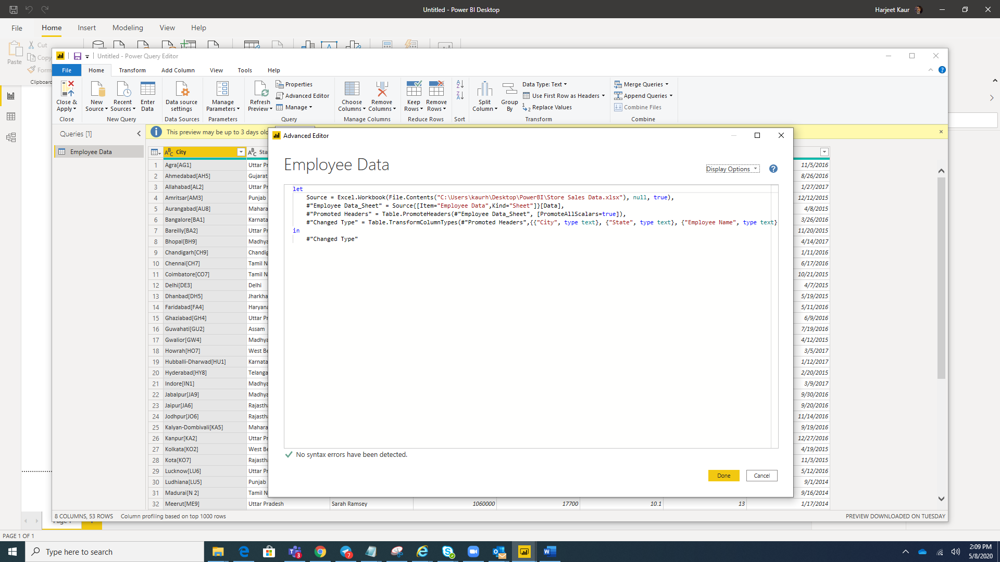 Untitled - Power BI Desktop
Harjeet Kaur
File Home Insert Modeling View Help
Cut
Copy
Paste
Form
Clipboard
Untitled - Power Query Editor
File Home Transform Add Column View Tools Help
Close & Apply
New Source
Recent Sources
Enter Data
Data source settings
Manage Parameters
Refresh Preview
Properties
Advanced Editor
Manage
Choose Columns
Remove Columns
Keep Rows
Remove Rows
Split Column
Group By
Data Type: Text
Use First Row as Headers
Replace Values
Merge Queries
Append Queries
Combine Files
Close New Query Data Sources Parameters Query Manage Columns Reduce Rows Sort Transform Combine
Queries [1]
This preview may be up to 3 days old
Employee Data
City
1 Agra[AG1] Uttar Pr 11/5/2016
2 Ahmedabad[AH5] Gujarat 8/26/2016
3 Allahabad[AL2] Uttar Pr 1/27/2017
4 Amritsar[AM3] Punjab 12/12/2015
5 Aurangabad[AU8] Mahara 4/8/2015
6 Bangalore[BA1] Karnata 3/26/2016
7 Bareilly[BA2] Uttar Pr 11/20/2015
8 Bhopal[BH9] Madhya 4/14/2017
9 Chandigarh[CH9] Chandig 1/11/2016
10 Chennai[CH7] Tamil N 6/17/2016
11 Coimbatore[CO7] Tamil N 10/21/2015
12 Delhi[DE3] Delhi 4/7/2015
13 Dhanbad[DH5] Jharkha 5/19/2015
14 Faridabad[FA4] Haryana 5/11/2016
15 Ghaziabad[GH4] Uttar Pr 6/9/2016
16 Guwahati[GU2] Assam 7/19/2016
17 Gwalior[GW4] Madhya 4/12/2015
18 Howrah[HO7] West Be 3/5/2017
19 Hubballi-Dharwad[HU1] Karnata 1/12/2017
20 Hyderabad[HY8] Telanga 2/20/2015
21 Indore[IN1] Madhya 3/9/2017
22 Jabalpur[JA9] Madhya 9/30/2016
23 Jaipur[JA6] Rajastha 9/20/2016
24 Jodhpur[JO6] Rajastha 11/14/2016
25 Kalyan-Dombivali[KA5] Mahara 9/19/2016
26 Kanpur[KA2] Uttar Pr 12/27/2016
27 Kolkata[KO2] West Be 4/19/2015
28 Kota[KO7] Rajastha 11/3/2015
29 Lucknow[LU6] Uttar Pr 5/12/2016
30 Ludhiana[LU5] Punjab 9/1/2014
31 Madurai[N 2] Tamil N 9/16/2014
32 Meerut[ME9] Uttar Pradesh Sarah Ramsey 1060000 17700 10.1 13 1/17/2014
Advanced Editor
Employee Data
Display Options
let
Source = Excel.Workbook(File.Contents("C:\Users\kaurh\Desktop\PowerBI\Store Sales Data.xlsx"), null, true),
#"Employee Data_Sheet" = Source{[Item="Employee Data",Kind="Sheet"]}[Data],
#"Promoted Headers" = Table.PromoteHeaders(#"Employee Data_Sheet", [PromoteAllScalars=true]),
#"Changed Type" = Table.TransformColumnTypes(#"Promoted Headers",{{"City", type text}, {"State", type text}, {"Employee Name", type text}
in
#"Changed Type"
No syntax errors have been detected.
Done Cancel
8 COLUMNS, 53 ROWS Column profiling based on top 1000 rows
PREVIEW DOWNLOADED ON TUESDAY
PAGE 1 OF 1
Type here to search
2:09 PM
5/8/2020